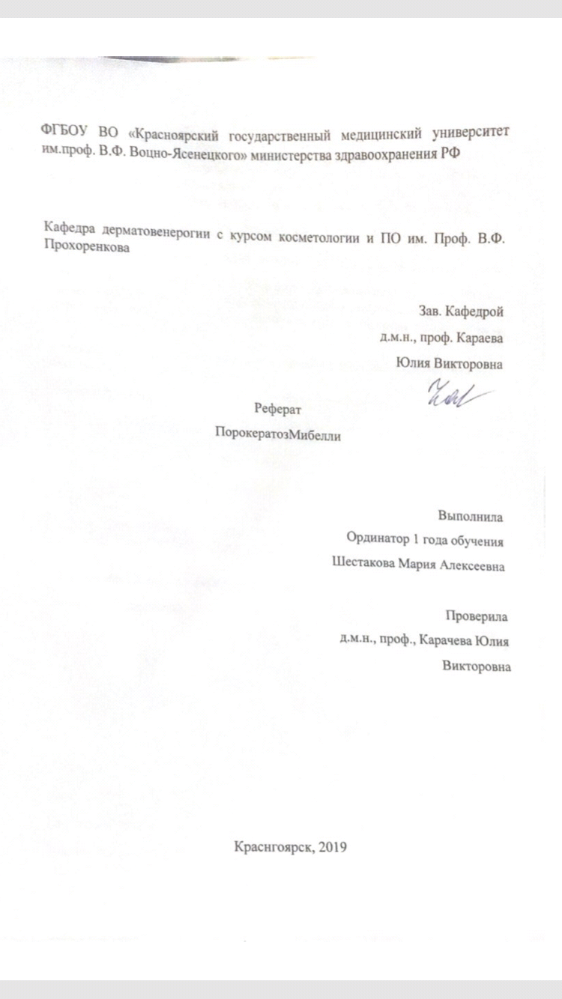 ФГБОУ ВО «Красноярский государственный медицинский университет
им.проф. В.Ф. Воцно-Ясенецкого» министерства здравоохранения РФ
Кафедра дерматовенерогии с курсом косметологии и ПО им. Проф. В.Ф.
Прохоренкова
Зав. Кафедрой
д.м.н., проф. Караева
Юлия Викторовна
Реферат
ПорокератозМибелли
Выполнила
Ординатор 1 года обучения
Шестакова Мария Алексеевна
Проверила
д.м.н., проф., Карачева Юлия
Викторовна
Краснгоярск, 2019